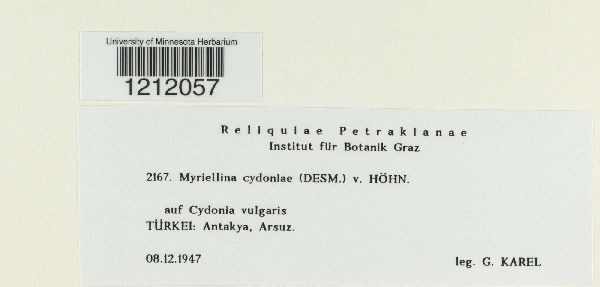 University of Minnesota Herbarium
1212057
Reliquiae Petrakianae
Institut für Botanik Graz
2167. Myriellina cydoniae (DESM.) v. HÖHN.
auf Cydonia vulgaris
TÜRKEI: Antakya, Arsuz.
08.12.1947
leg. G. KAREL